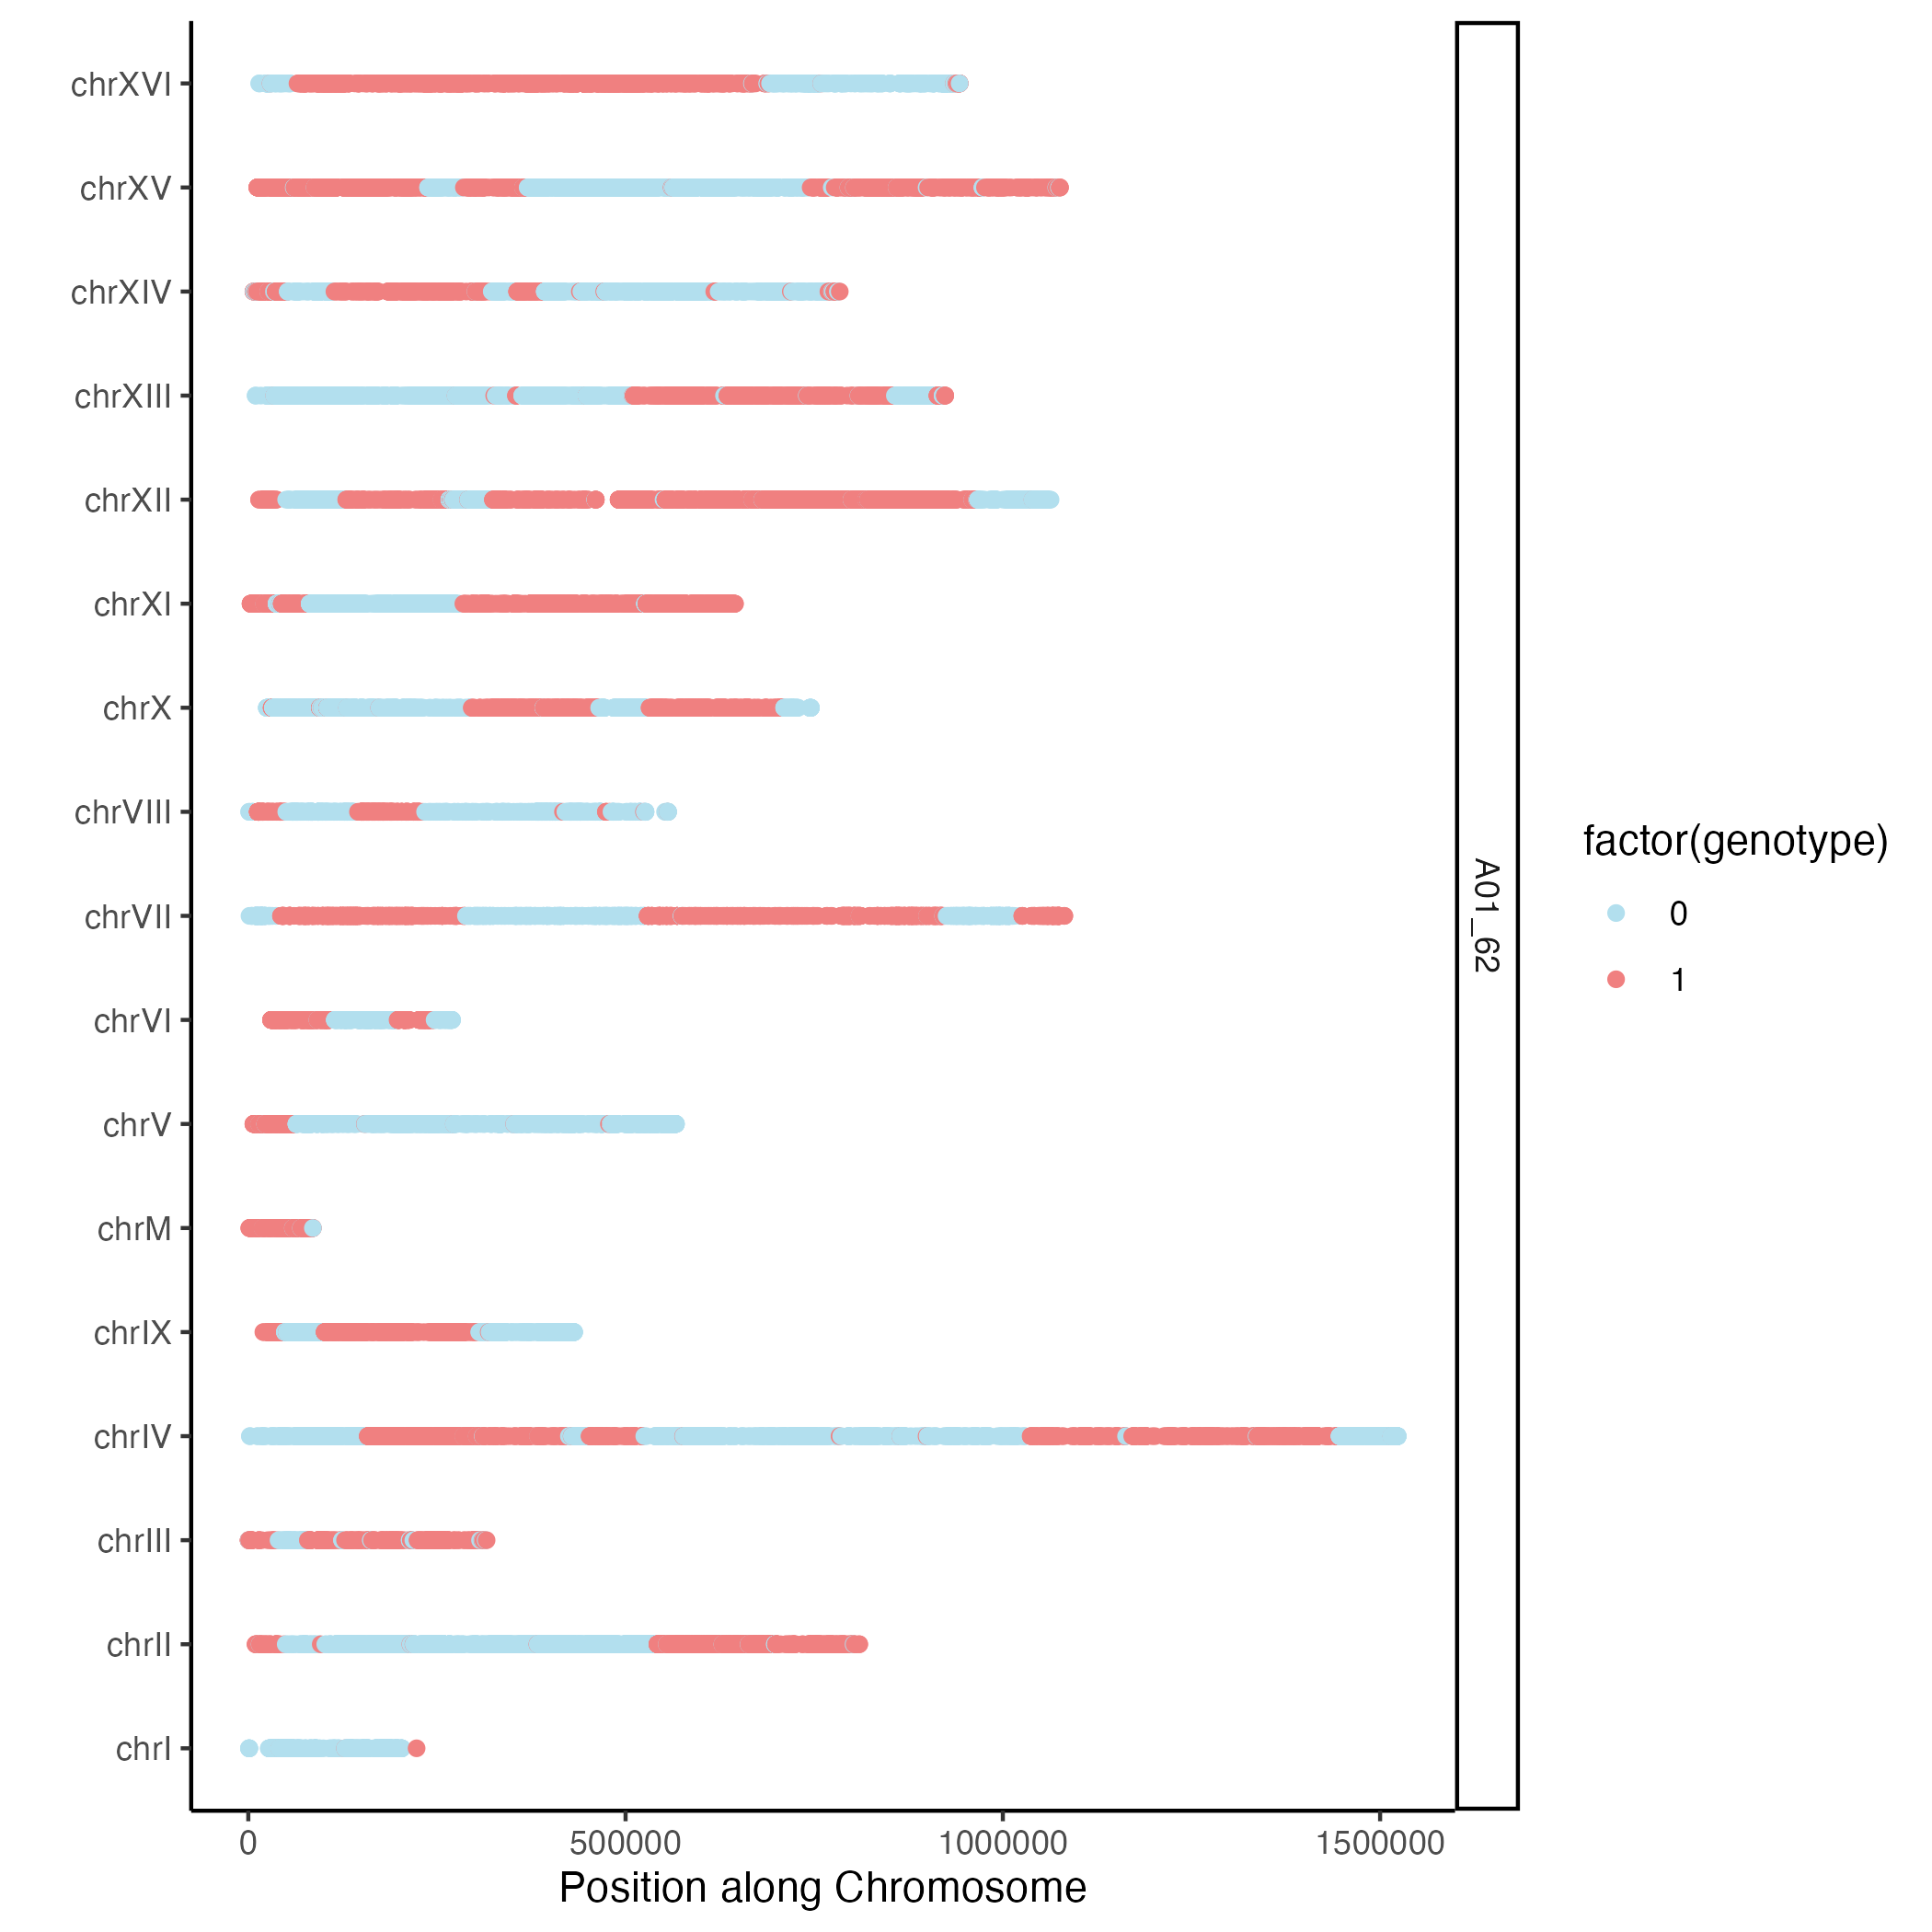 chrXVI
chrXV
chrXIV
chrXIII
chrXII
chrXI
chrX
chrVIII
chrVII
chrVI
chrV
chrM
chrIX
chrIV
chrIII
chrII
chrI
0 500000 1000000 1500000
Position along Chromosome
A01_62
factor(genotype)
0
1